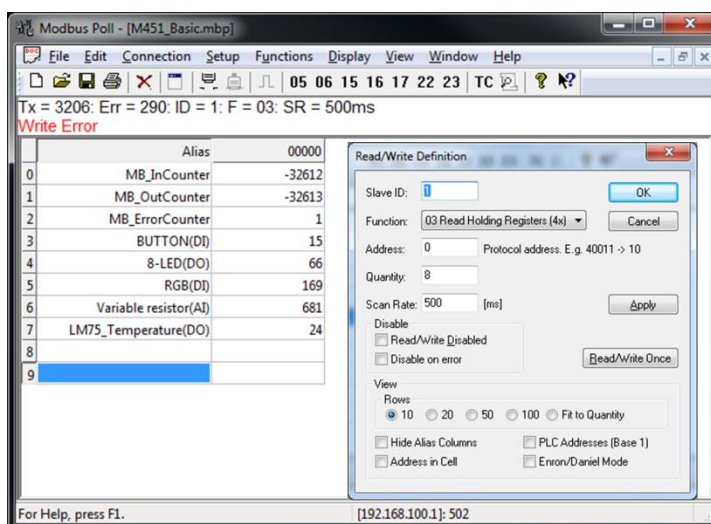 Modbus Poll - [M451_Basic.mbp]
File Edit Connection Setup Functions Display View Window Help
05 06 15 16 17 22 23 TC
Tx = 3206: Err = 290: ID = 1: F = 03: SR = 500ms
Write Error
Alias 00000
0 MB_InCounter -32612
1 MB_OutCounter -32613
2 MB_ErrorCounter 1
3 BUTTON(DI) 15
4 8-LED(DO) 66
5 RGB(DI) 169
6 Variable resistor(AI) 681
7 LM75_Temperature(DO) 24
8
9
Read/Write Definition
Slave ID: 1 OK
Function: 03 Read Holding Registers (4x) Cancel
Address: 0 Protocol address. E.g. 40011 -> 10
Quantity: 8
Scan Rate: 500 [ms] Apply
Disable
Read/Write Disabled
Disable on error Read/Write Once
View
Rows
10 20 50 100 Fit to Quantity
Hide Alias Columns PLC Addresses (Base 1)
Address in Cell Enron/Daniel Mode
For Help, press F1. [192.168.100.1]: 502